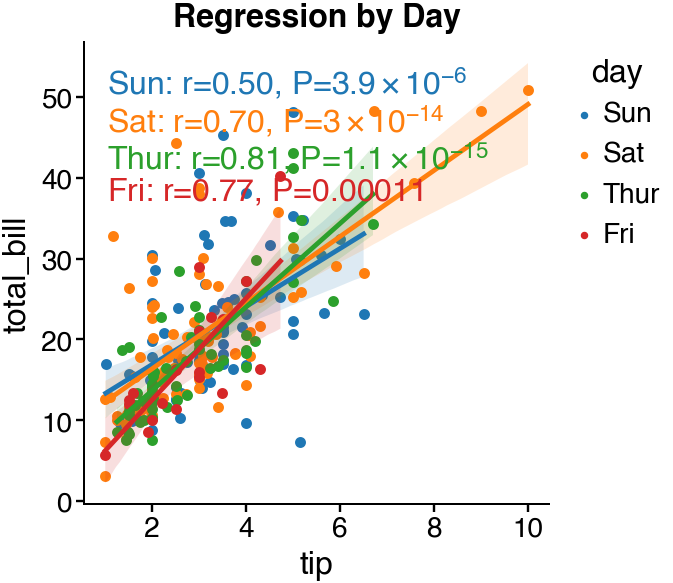 Regression by Day
Sun: r=0.50, P=3.9×10⁻⁶
Sat: r=0.70, P=3×10⁻¹⁴
Thur: r=0.81, P=1.1×10⁻¹⁵
Fri: r=0.77, P=0.00011
day
Sun
Sat
Thur
Fri
total_bill
50
40
30
20
10
0
2 4 6 8 10
tip